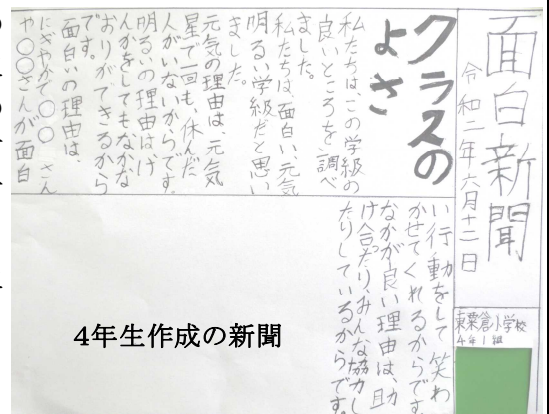 面白新聞
令和二年六月十二日
東粟倉小学校
4年1組
クラスの
よさ
私たちは、この学級の
良いところを調べ
ました。
私たちは面白い、元気
明るい学級だと思い
ました。
元気の理由は、元気
星で一回も、休んだ
人がいないからです。
明るいの理由は、け
んかをしてもなかな
おりができるから
です。
面白いの理由は、
にぎやかで○○さん
や○○さんが面白
い行動をして笑わ
かせてくれるからです
なかが良い理由は、助
け合ったり、みんな協力し
たりしているからです。
4年生作成の新聞